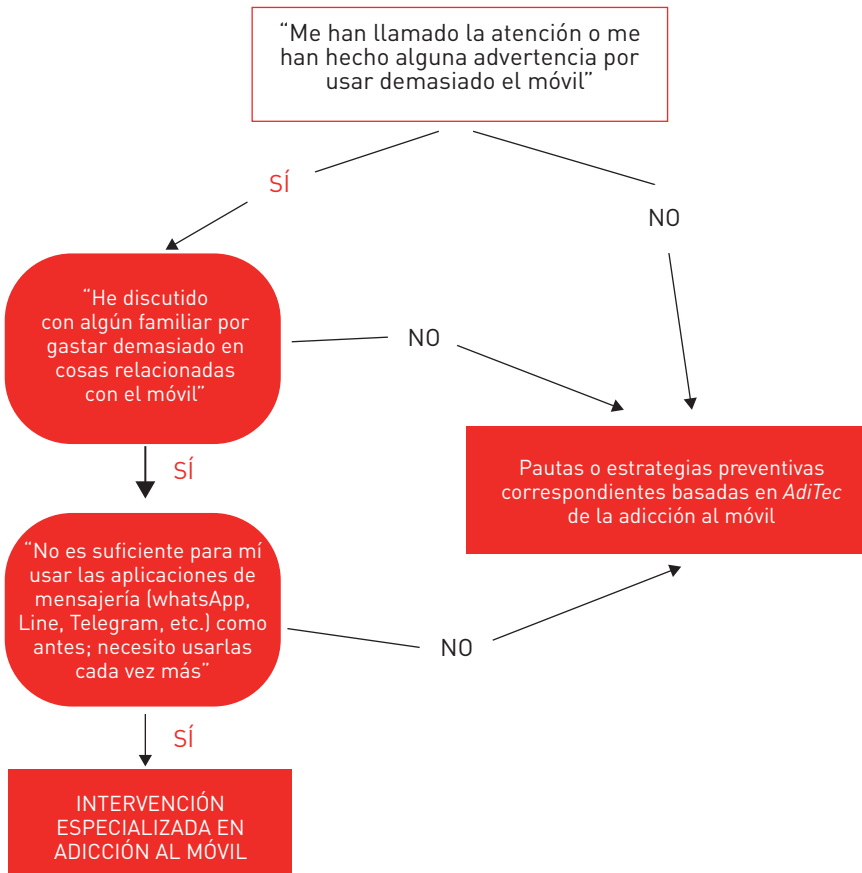 “Me han llamado la atención o me
han hecho alguna advertencia por
usar demasiado el móvil”
SÍ
NO
“He discutido
con algún familiar por
gastar demasiado en
cosas relacionadas
con el móvil”
NO
SÍ
Pautas o estrategias preventivas
correspondientes basadas en AdiTec
de la adicción al móvil
“No es suficiente para mí
usar las aplicaciones de
mensajería (whatsApp,
Line, Telegram, etc.) como
antes; necesito usarlas
cada vez más”
NO
SÍ
INTERVENCIÓN
ESPECIALIZADA EN
ADICCIÓN AL MÓVIL